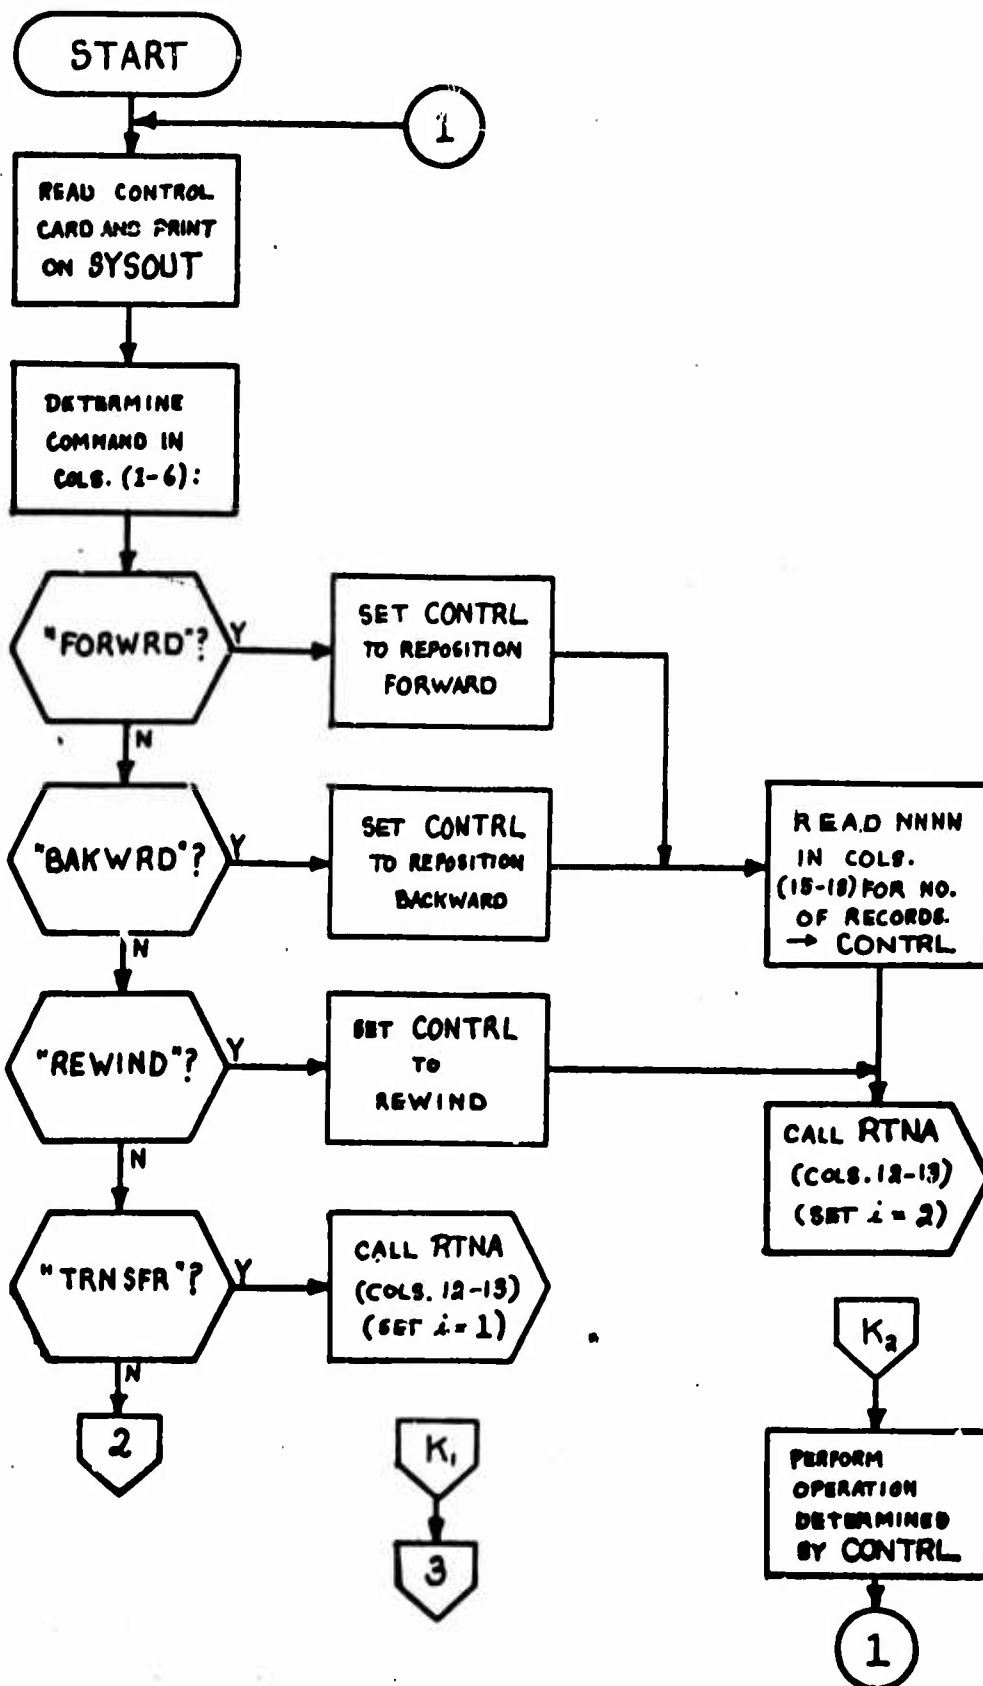 START
1
READ CONTROL
CARD AND PRINT
ON SYSOUT
DETERMINE
COMMAND IN
COLS. (1-6):
"FORWRD"?
Y
SET CONTRL
TO REPOSITION
FORWARD
N
"BAKWRD"?
Y
SET CONTRL
TO REPOSITION
BACKWARD
READ NNNN
IN COLS.
(15-18) FOR NO.
OF RECORDS.
→ CONTRL
N
"REWIND"?
Y
SET CONTRL
TO
REWIND
CALL RTNA
(COLS. 12-13)
(SET i = 2)
N
"TRNSFR"?
Y
CALL RTNA
(COLS. 12-13)
(SET i = 1)
N
2
K₁
3
K₂
PERFORM
OPERATION
DETERMINED
BY CONTRL
1